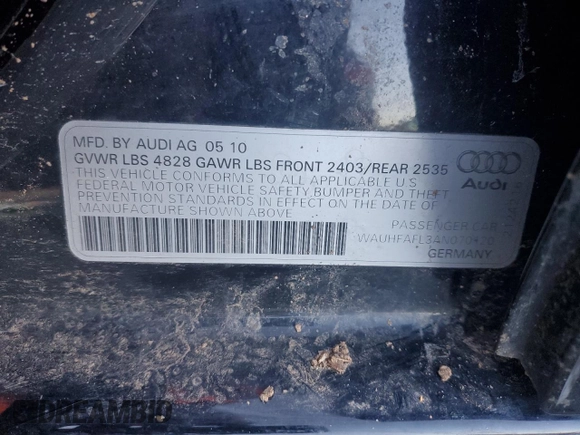 MFD. BY AUDI AG 05 10
GVWR LBS 4828 GAWR LBS FRONT 2403/REAR 2535
THIS VEHICLE CONFORMS TO ALL APPLICABLE U S
FEDERAL MOTOR VEHICLE SAFETY BUMPER AND THEFT
PREVENTION STANDARDS IN EFFECT ON THE DATE OF
MANUFACTURE SHOWN ABOVE
Audi
PASSENGER CAR
GERMANY
DREAMBID